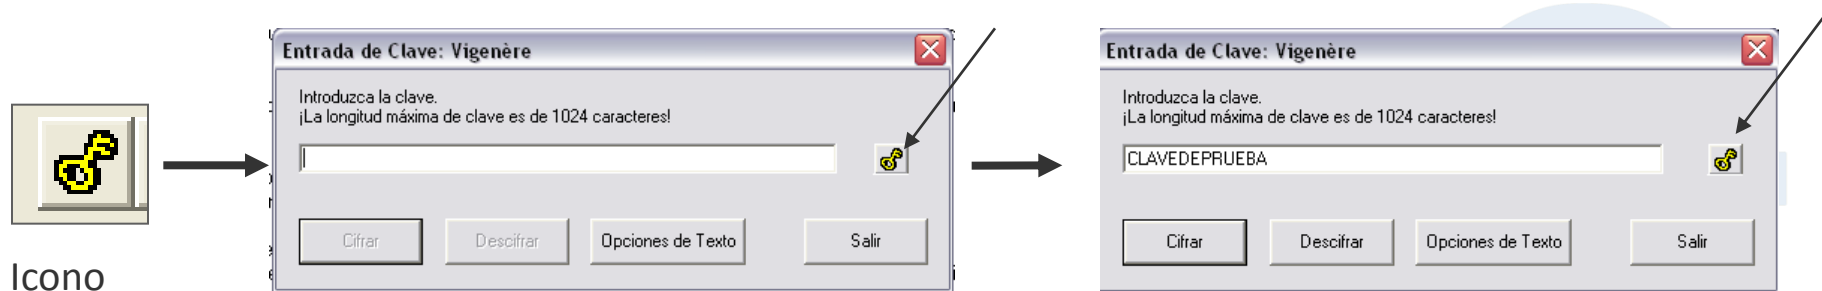 Icono
Entrada de Clave: Vigenère
Introduzca la clave.
¡La longitud máxima de clave es de 1024 caracteres!
Cifrar
Descifrar
Opciones de Texto
Salir
Entrada de Clave: Vigenère
Introduzca la clave.
¡La longitud máxima de clave es de 1024 caracteres!
CLAVEDEPRUEBA
Cifrar
Descifrar
Opciones de Texto
Salir